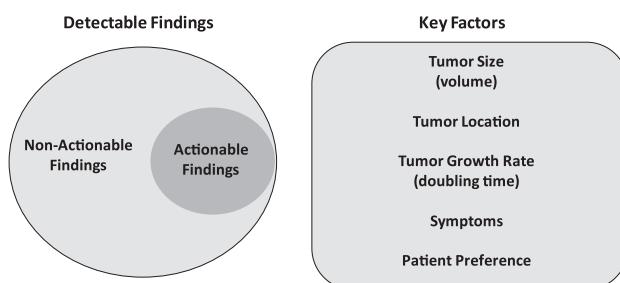 Detectable Findings
Non-Actionable
Findings
Actionable
Findings
Key Factors
Tumor Size
(volume)
Tumor Location
Tumor Growth Rate
(doubling time)
Symptoms
Patient Preference